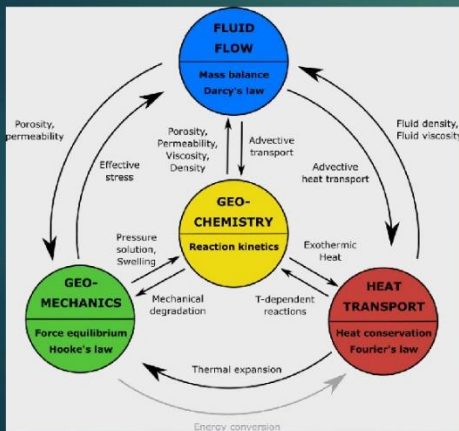 FLUID
FLOW
Mass balance
Darcy's law
Porosity,
permeability
Effective
stress
Porosity,
Permeability,
Viscosity,
Density
Advective
transport
Advective
heat transport
Fluid density,
Fluid viscosity
GEO-
CHEMISTRY
Reaction kinetics
Pressure
solution,
Swelling
Mechanical
degradation
Exothermic
Heat
T-dependent
reactions
GEO-
MECHANICS
Force equilibrium
Hooke's law
HEAT
TRANSPORT
Heat conservation
Fourier's law
Thermal expansion
Energy conversion